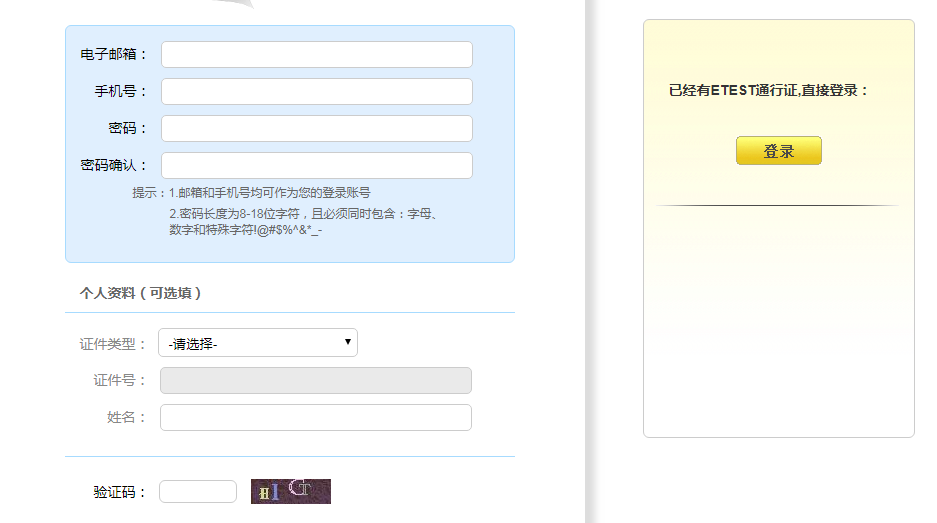 电子邮箱：
手机号：
密码：
密码确认：
提示：1.邮箱和手机号均可作为您的登录账号
2.密码长度为8-18位字符，且必须同时包含：字母、
数字和特殊字符!@#$%^&*_-
个人资料（可选填）
证件类型： -请选择-
证件号：
姓名：
验证码：
已经有ETEST通行证,直接登录：
登录